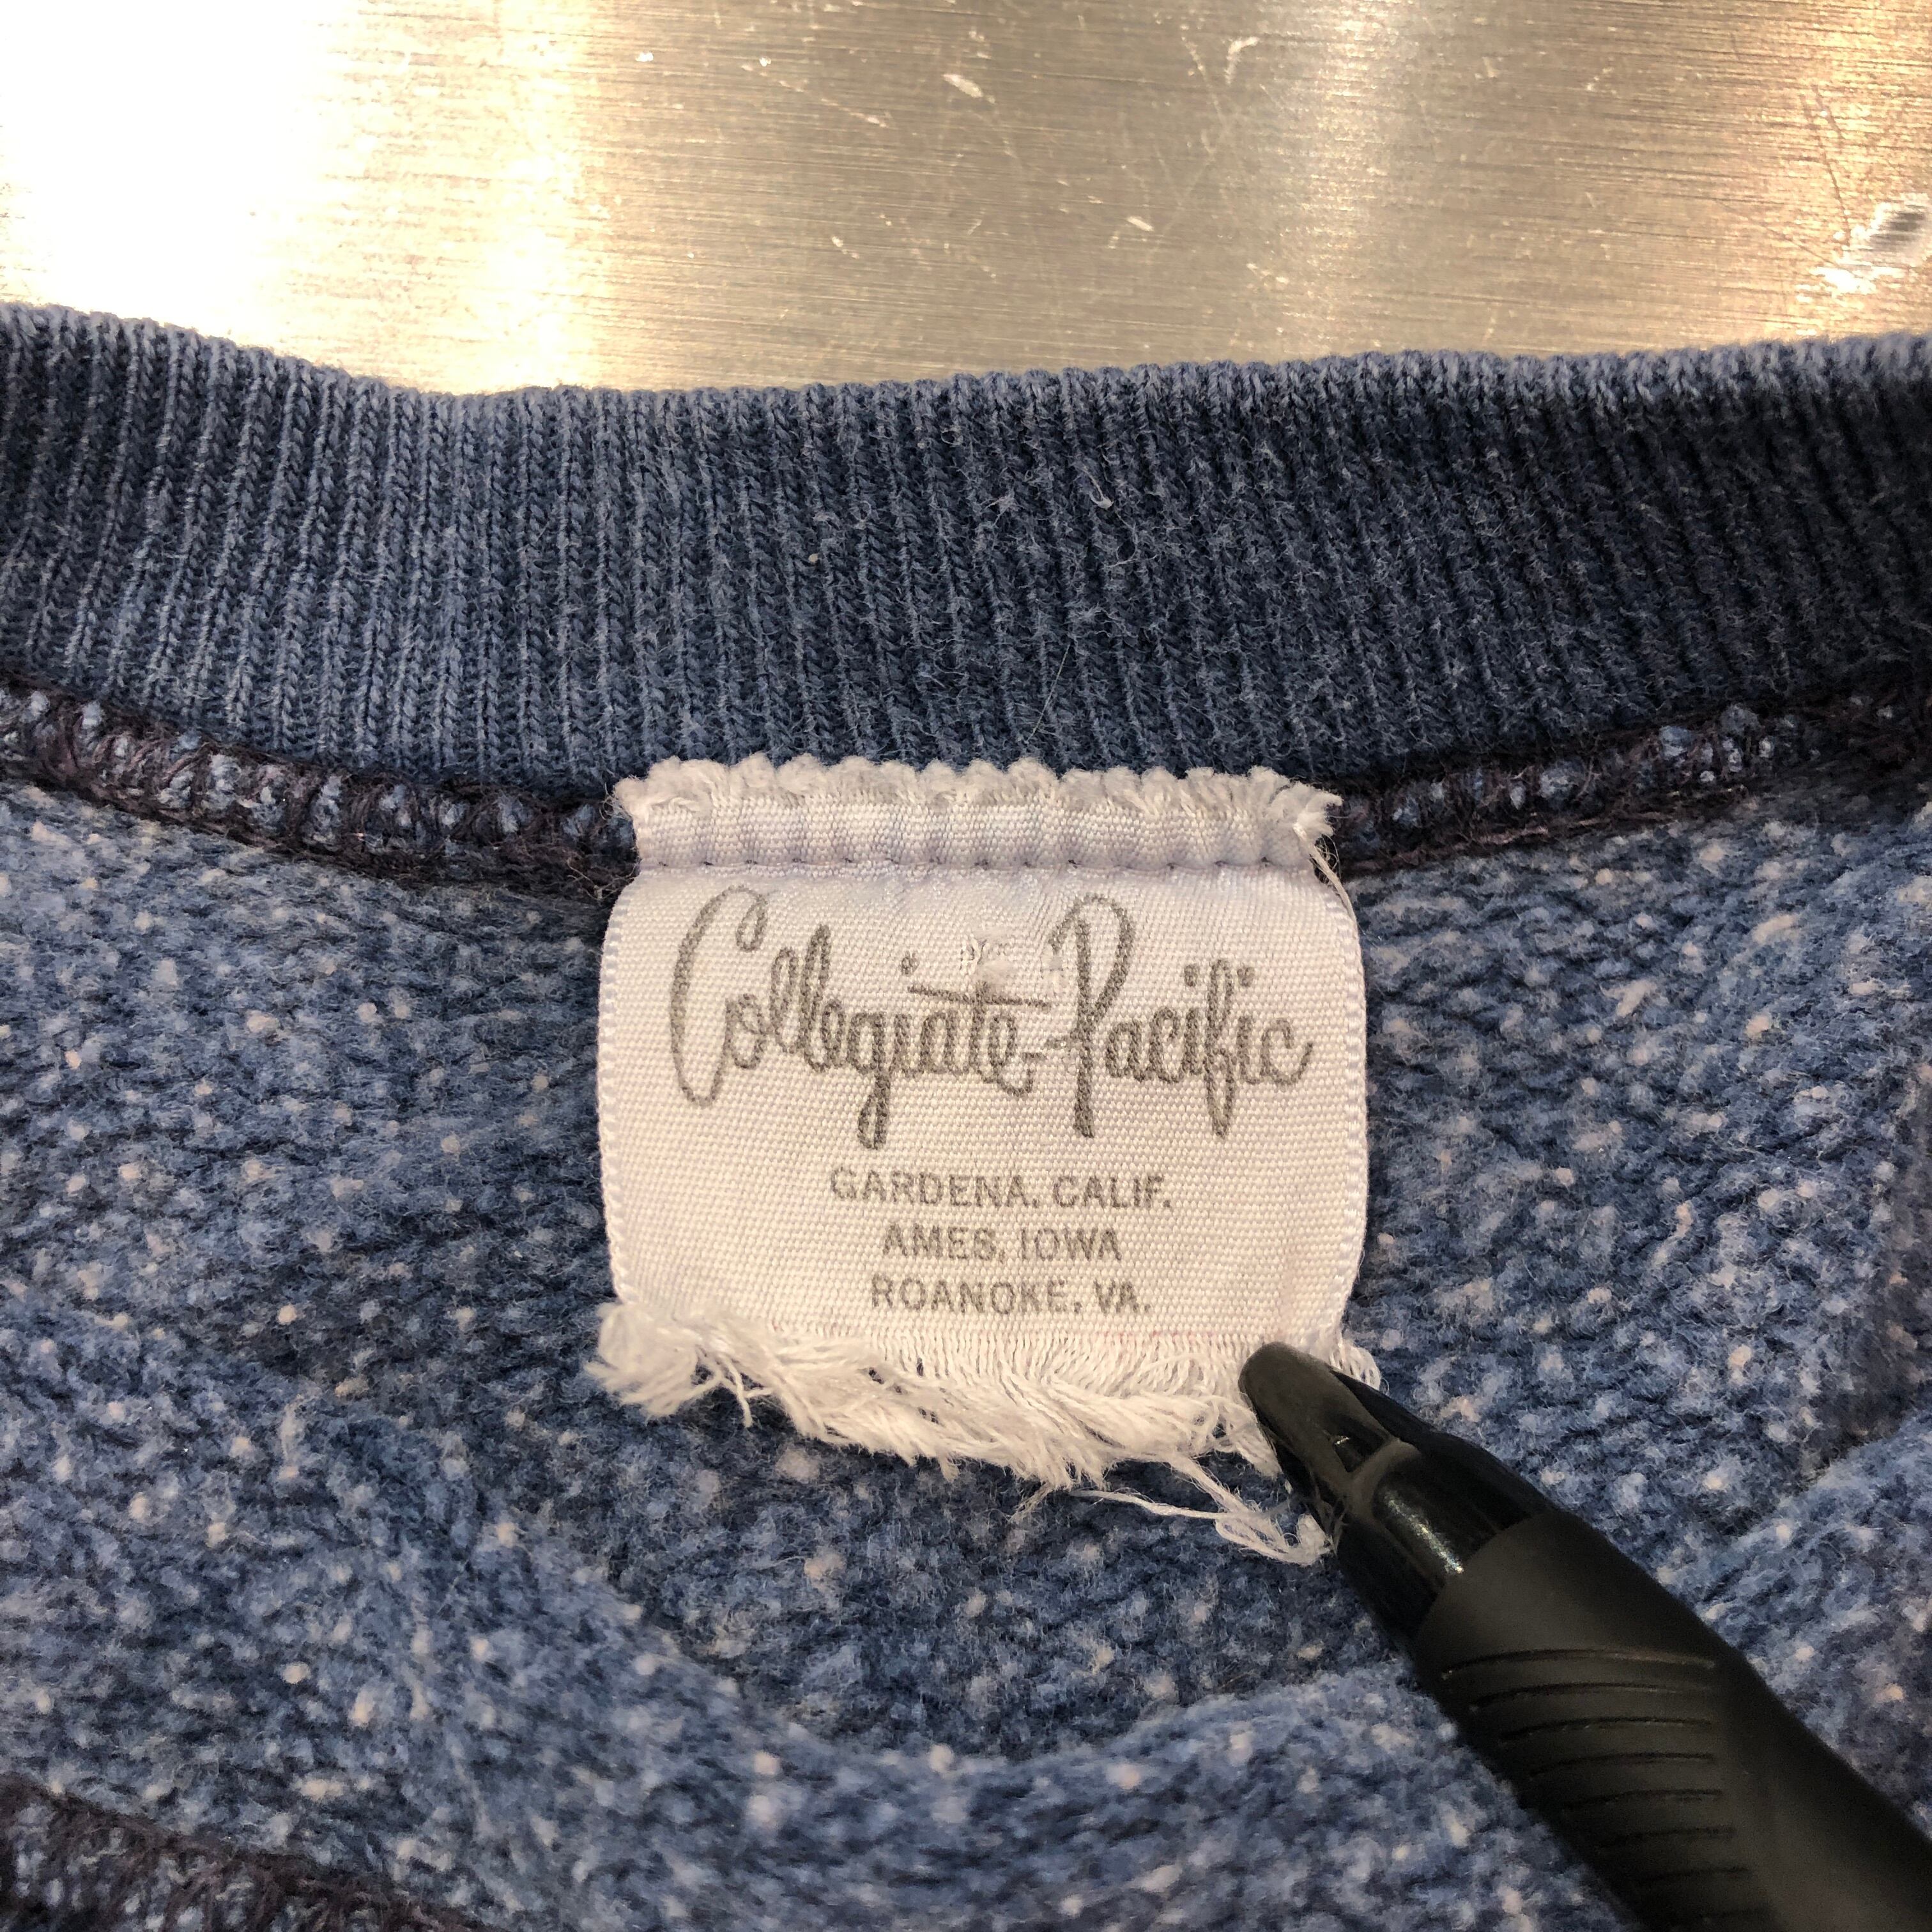 Collegiate-Pacific
GARDENA, CALIF.
AMES, IOWA
ROANOKE, VA.